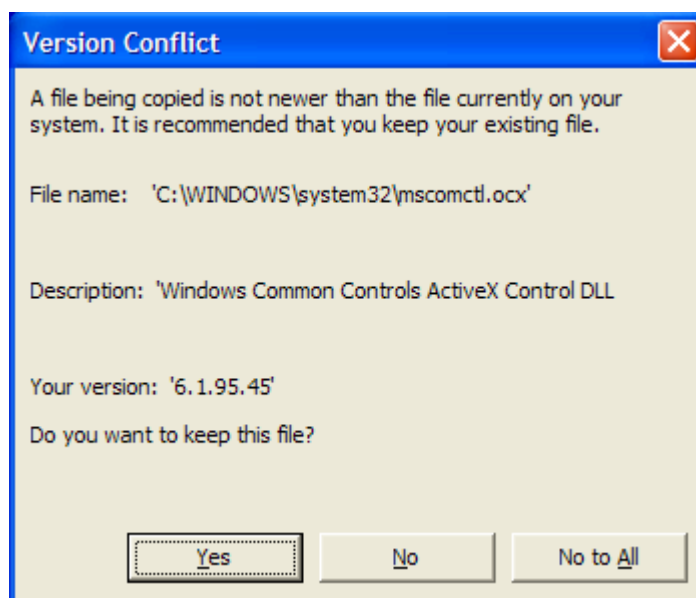 Version Conflict
A file being copied is not newer than the file currently on your
system. It is recommended that you keep your existing file.
File name: 'C:\WINDOWS\system32\mscomctl.ocx'
Description: 'Windows Common Controls ActiveX Control DLL
Your version: '6.1.95.45'
Do you want to keep this file?
Yes
No
No to All